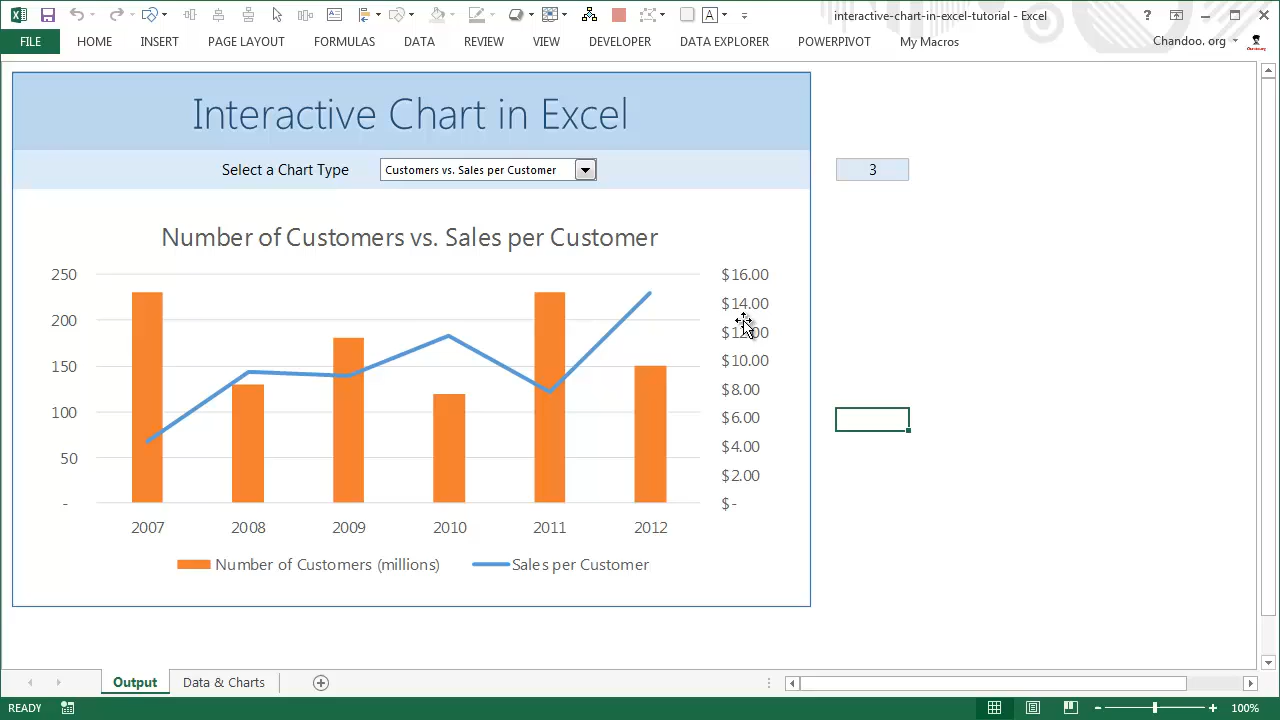 interactive-chart-in-excel-tutorial - Excel
FILE HOME INSERT PAGE LAYOUT FORMULAS DATA REVIEW VIEW DEVELOPER DATA EXPLORER POWERPIVOT My Macros Chandoo, org
Interactive Chart in Excel
Select a Chart Type Customers vs. Sales per Customer 3
Number of Customers vs. Sales per Customer
250 $16.00
$14.00
200
$12.00
150 $10.00
$8.00
100 $6.00
$4.00
50
$2.00
- $-
2007 2008 2009 2010 2011 2012
Number of Customers (millions) Sales per Customer
Output Data & Charts
READY 100%